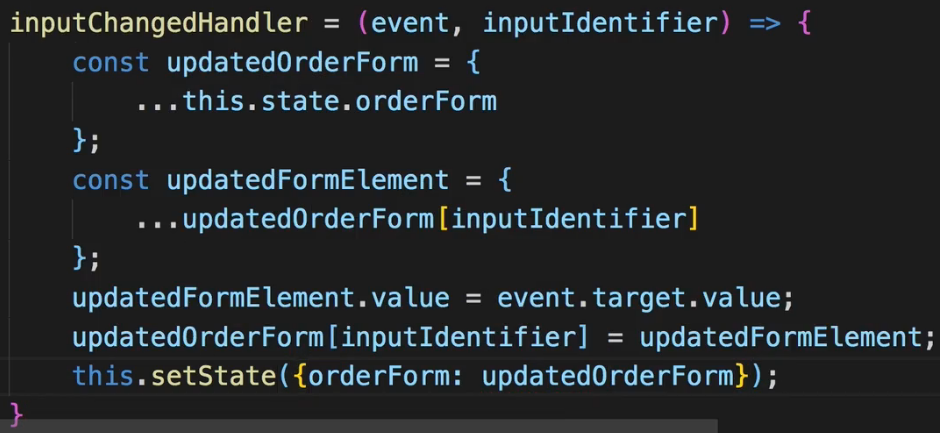 inputChangedHandler = (event, inputIdentifier) => {
    const updatedOrderForm = {
        ...this.state.orderForm
    };
    const updatedFormElement = {
        ...updatedOrderForm[inputIdentifier]
    };
    updatedFormElement.value = event.target.value;
    updatedOrderForm[inputIdentifier] = updatedFormElement;
    this.setState({orderForm: updatedOrderForm});
}